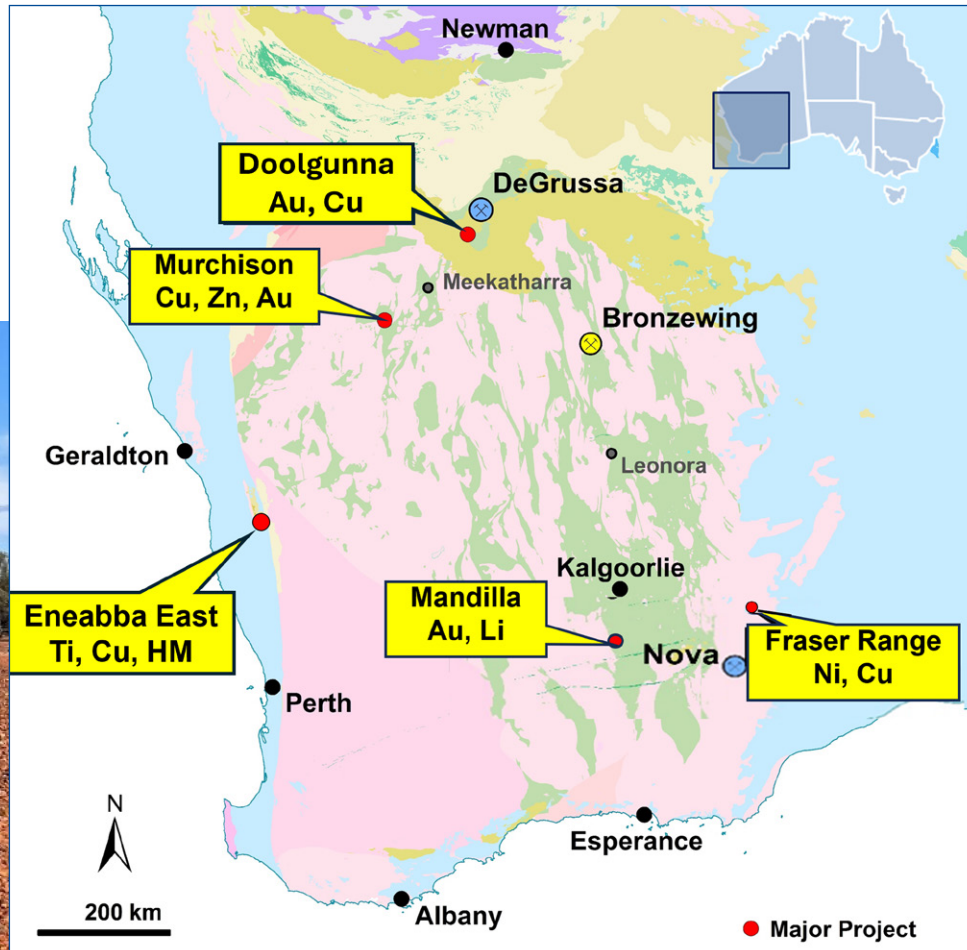 Newman
Doolgunna
Au, Cu
DeGrussa
Murchison
Cu, Zn, Au
Meekatharra
Bronzewing
Geraldton
Leonora
Eneabba East
Ti, Cu, HM
Kalgoorlie
Mandilla
Au, Li
Nova
Fraser Range
Ni, Cu
Perth
N
Esperance
200 km
Albany
Major Project